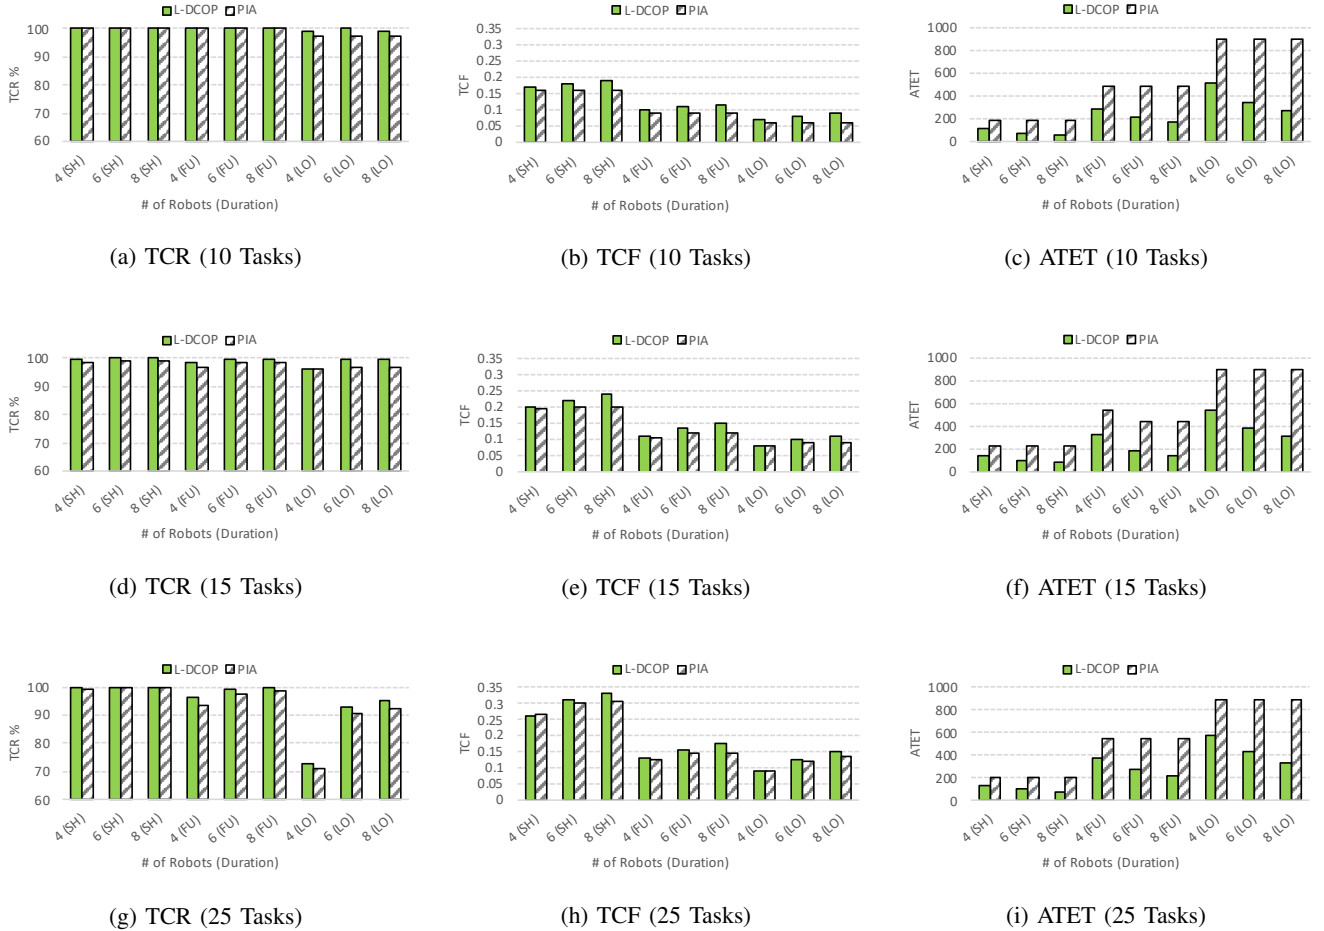 L-DCOP PIA
TCR %
100
90
80
70
60
4 (SH) 6 (SH) 8 (SH) 4 (FU) 6 (FU) 8 (FU) 4 (LO) 6 (LO) 8 (LO)
# of Robots (Duration)
(a) TCR (10 Tasks)
L-DCOP PIA
TCF
0.35
0.3
0.25
0.2
0.15
0.1
0.05
0
4 (SH) 6 (SH) 8 (SH) 4 (FU) 6 (FU) 8 (FU) 4 (LO) 6 (LO) 8 (LO)
# of Robots (Duration)
(b) TCF (10 Tasks)
L-DCOP PIA
ATET
1000
800
600
400
200
0
4 (SH) 6 (SH) 8 (SH) 4 (FU) 6 (FU) 8 (FU) 4 (LO) 6 (LO) 8 (LO)
# of Robots (Duration)
(c) ATET (10 Tasks)
L-DCOP PIA
TCR %
100
90
80
70
60
4 (SH) 6 (SH) 8 (SH) 4 (FU) 6 (FU) 8 (FU) 4 (LO) 6 (LO) 8 (LO)
# of Robots (Duration)
(d) TCR (15 Tasks)
L-DCOP PIA
TCF
0.35
0.3
0.25
0.2
0.15
0.1
0.05
0
4 (SH) 6 (SH) 8 (SH) 4 (FU) 6 (FU) 8 (FU) 4 (LO) 6 (LO) 8 (LO)
# of Robots (Duration)
(e) TCF (15 Tasks)
L-DCOP PIA
ATET
1000
800
600
400
200
0
4 (SH) 6 (SH) 8 (SH) 4 (FU) 6 (FU) 8 (FU) 4 (LO) 6 (LO) 8 (LO)
# of Robots (Duration)
(f) ATET (15 Tasks)
L-DCOP PIA
TCR %
100
90
80
70
60
4 (SH) 6 (SH) 8 (SH) 4 (FU) 6 (FU) 8 (FU) 4 (LO) 6 (LO) 8 (LO)
# of Robots (Duration)
(g) TCR (25 Tasks)
L-DCOP PIA
TCF
0.35
0.3
0.25
0.2
0.15
0.1
0.05
0
4 (SH) 6 (SH) 8 (SH) 4 (FU) 6 (FU) 8 (FU) 4 (LO) 6 (LO) 8 (LO)
# of Robots (Duration)
(h) TCF (25 Tasks)
L-DCOP PIA
ATET
1000
800
600
400
200
0
4 (SH) 6 (SH) 8 (SH) 4 (FU) 6 (FU) 8 (FU) 4 (LO) 6 (LO) 8 (LO)
# of Robots (Duration)
(i) ATET (25 Tasks)